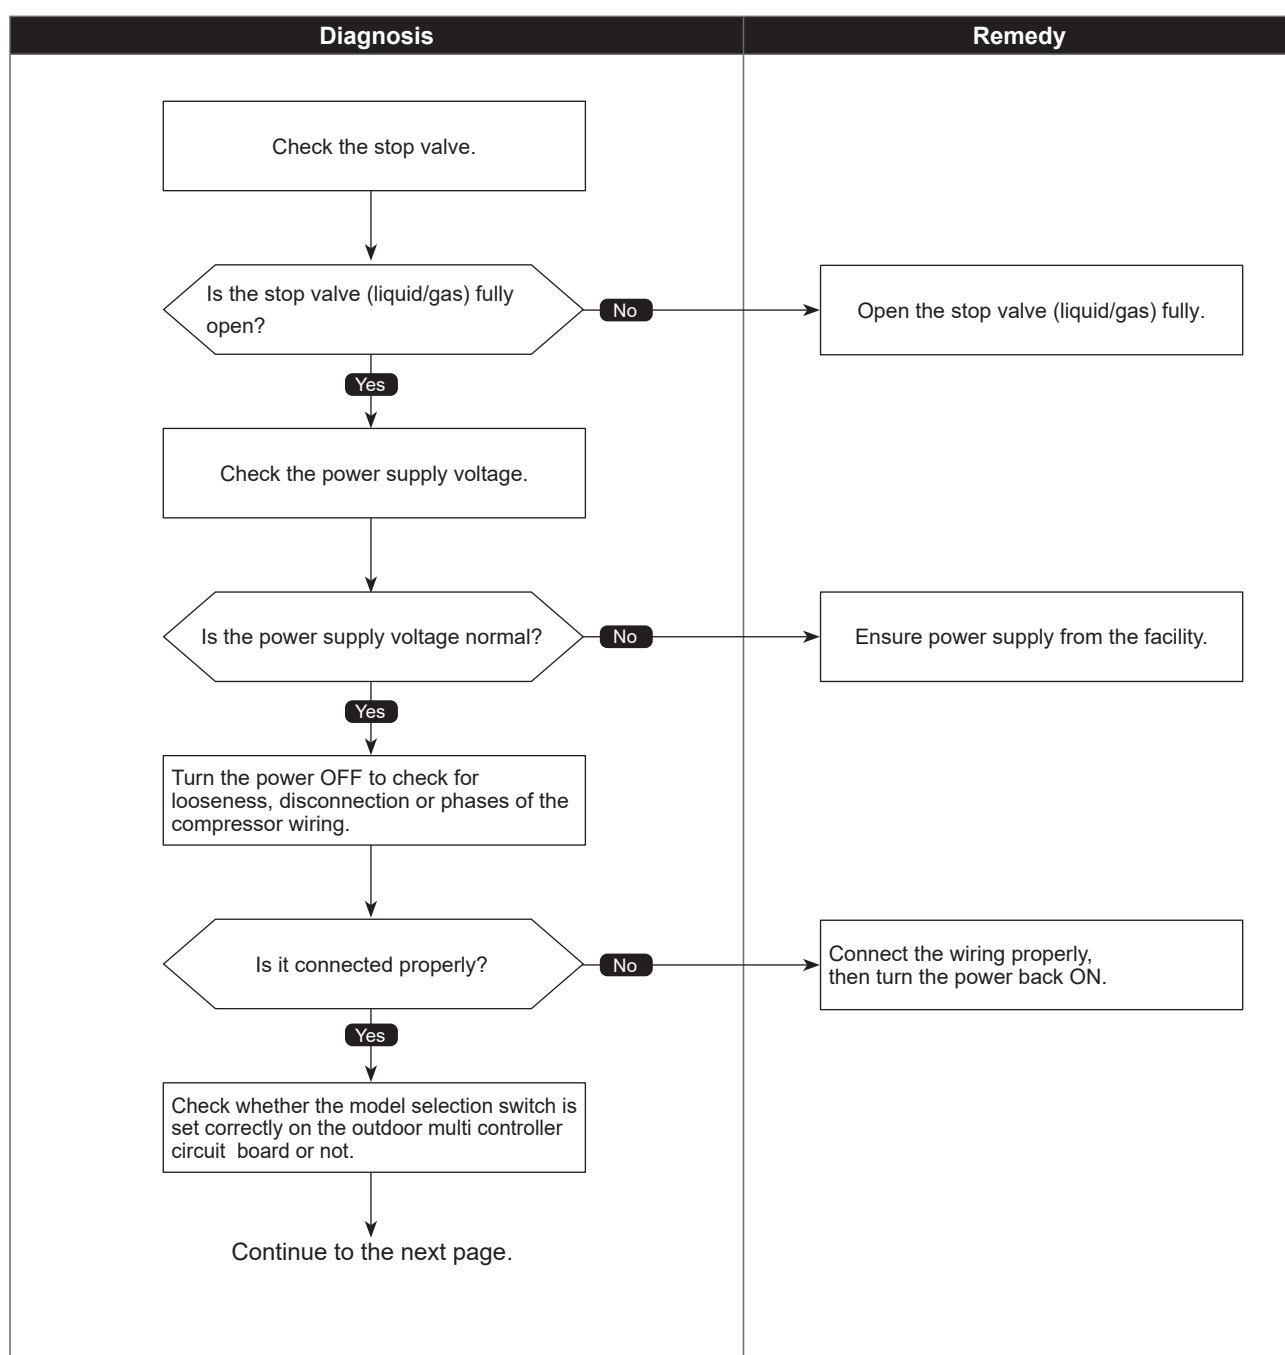 Diagnosis
Remedy
Check the stop valve.
Is the stop valve (liquid/gas) fully
open?
No
Open the stop valve (liquid/gas) fully.
Yes
Check the power supply voltage.
Is the power supply voltage normal?
No
Ensure power supply from the facility.
Yes
Turn the power OFF to check for
looseness, disconnection or phases of the
compressor wiring.
Is it connected properly?
No
Connect the wiring properly,
then turn the power back ON.
Yes
Check whether the model selection switch is
set correctly on the outdoor multi controller
circuit  board or not.
Continue to the next page.